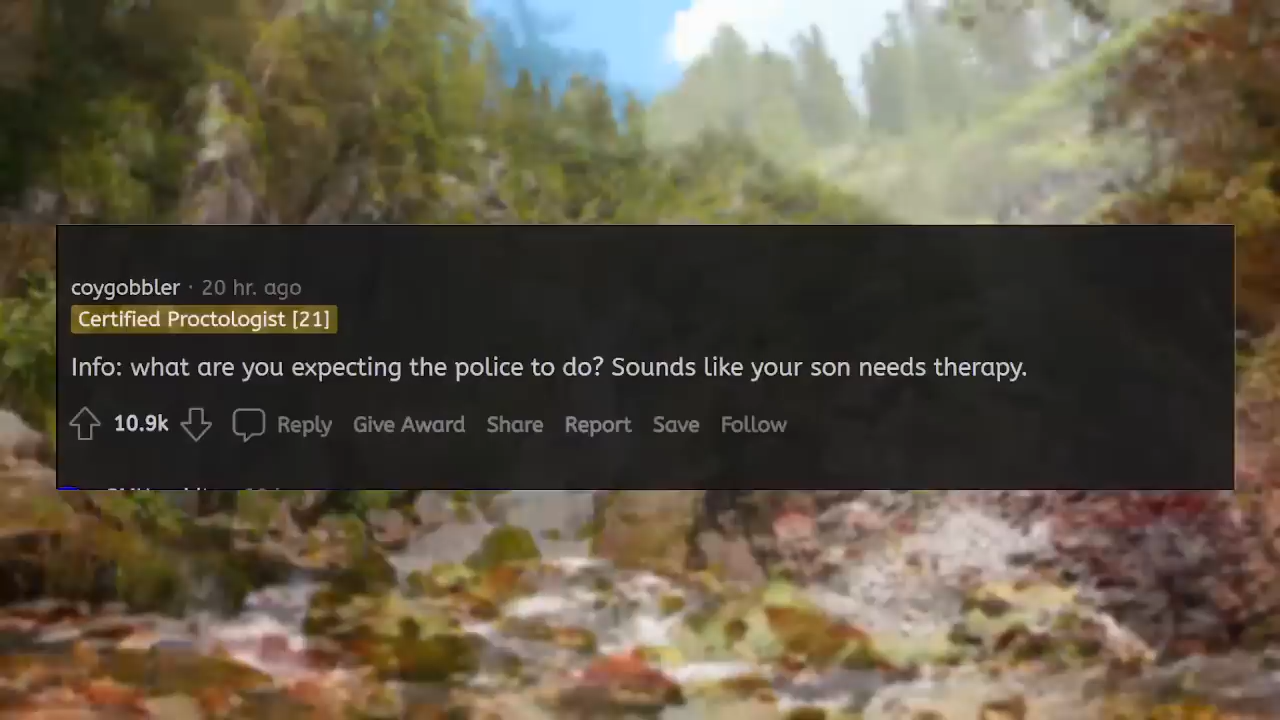 coygobbler · 20 hr. ago
Certified Proctologist [21]
Info: what are you expecting the police to do? Sounds like your son needs therapy.
10.9k Reply Give Award Share Report Save Follow